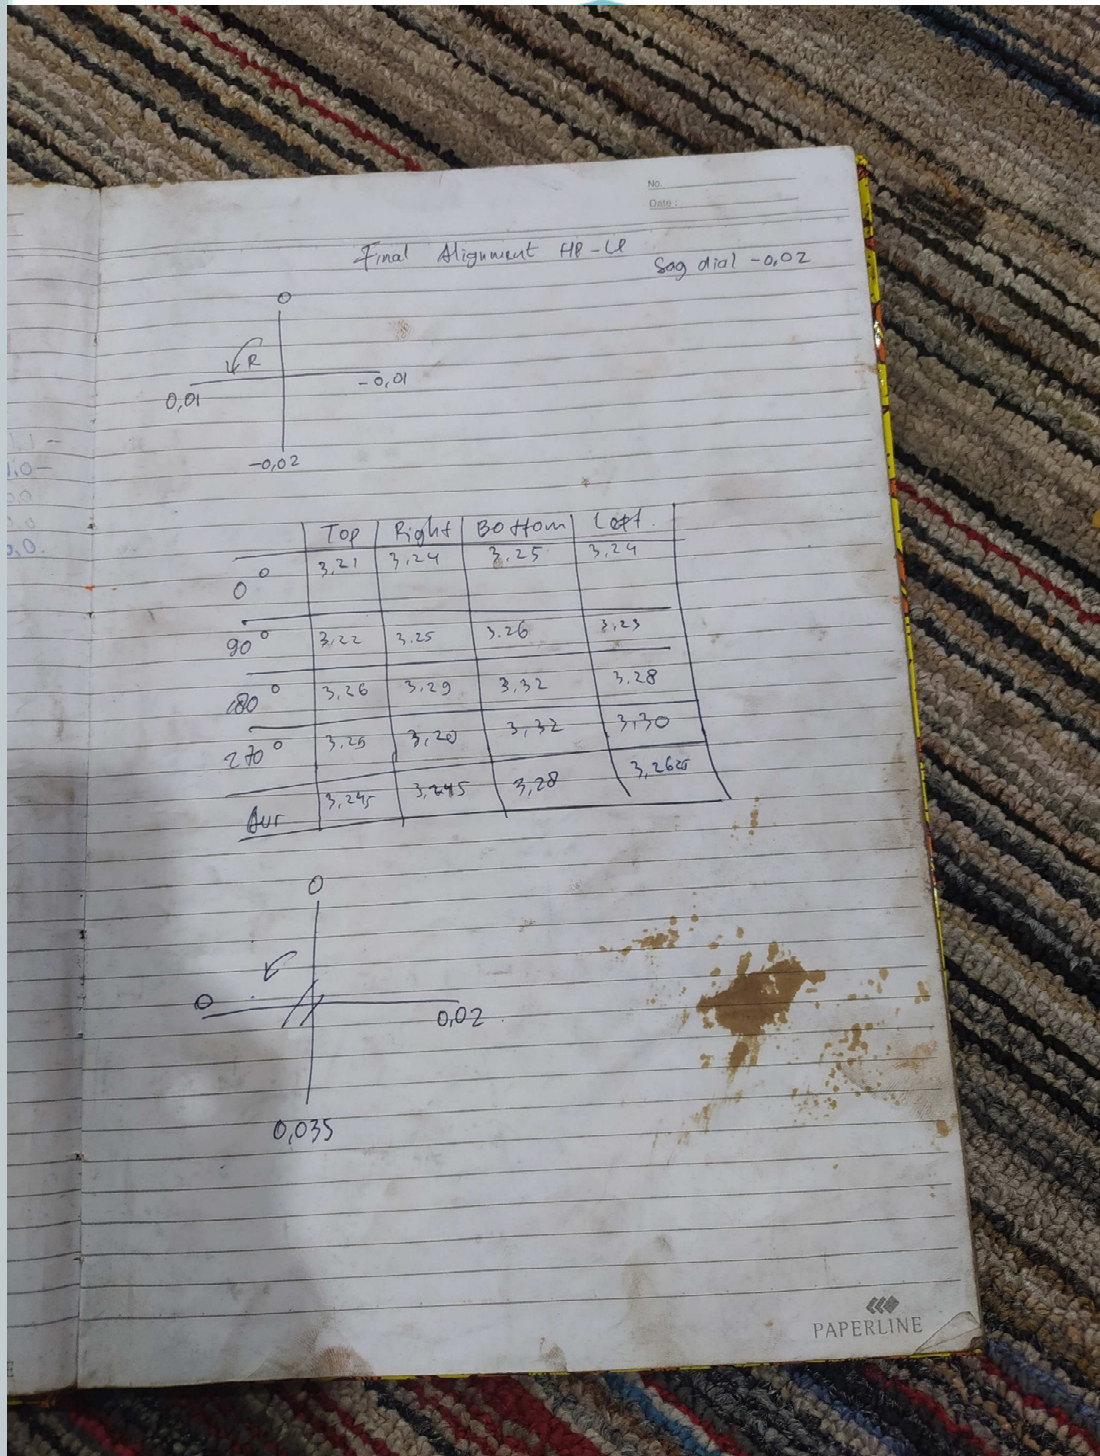 No.
Date :
Final Alignment HP-LP
Sag dial -0,02
0
R
0,01 -0,01
-0,02
Top Right Bottom Left
0° 3,21 3,24 3,25 3,24
90° 3,22 3,25 3.26 3,23
180° 3,26 3,29 3,32 3.28
270° 3,3 3,32 3,30
3,245 3,245 3,28 3,2625
0
0 0,02
0,035
PAPERLINE